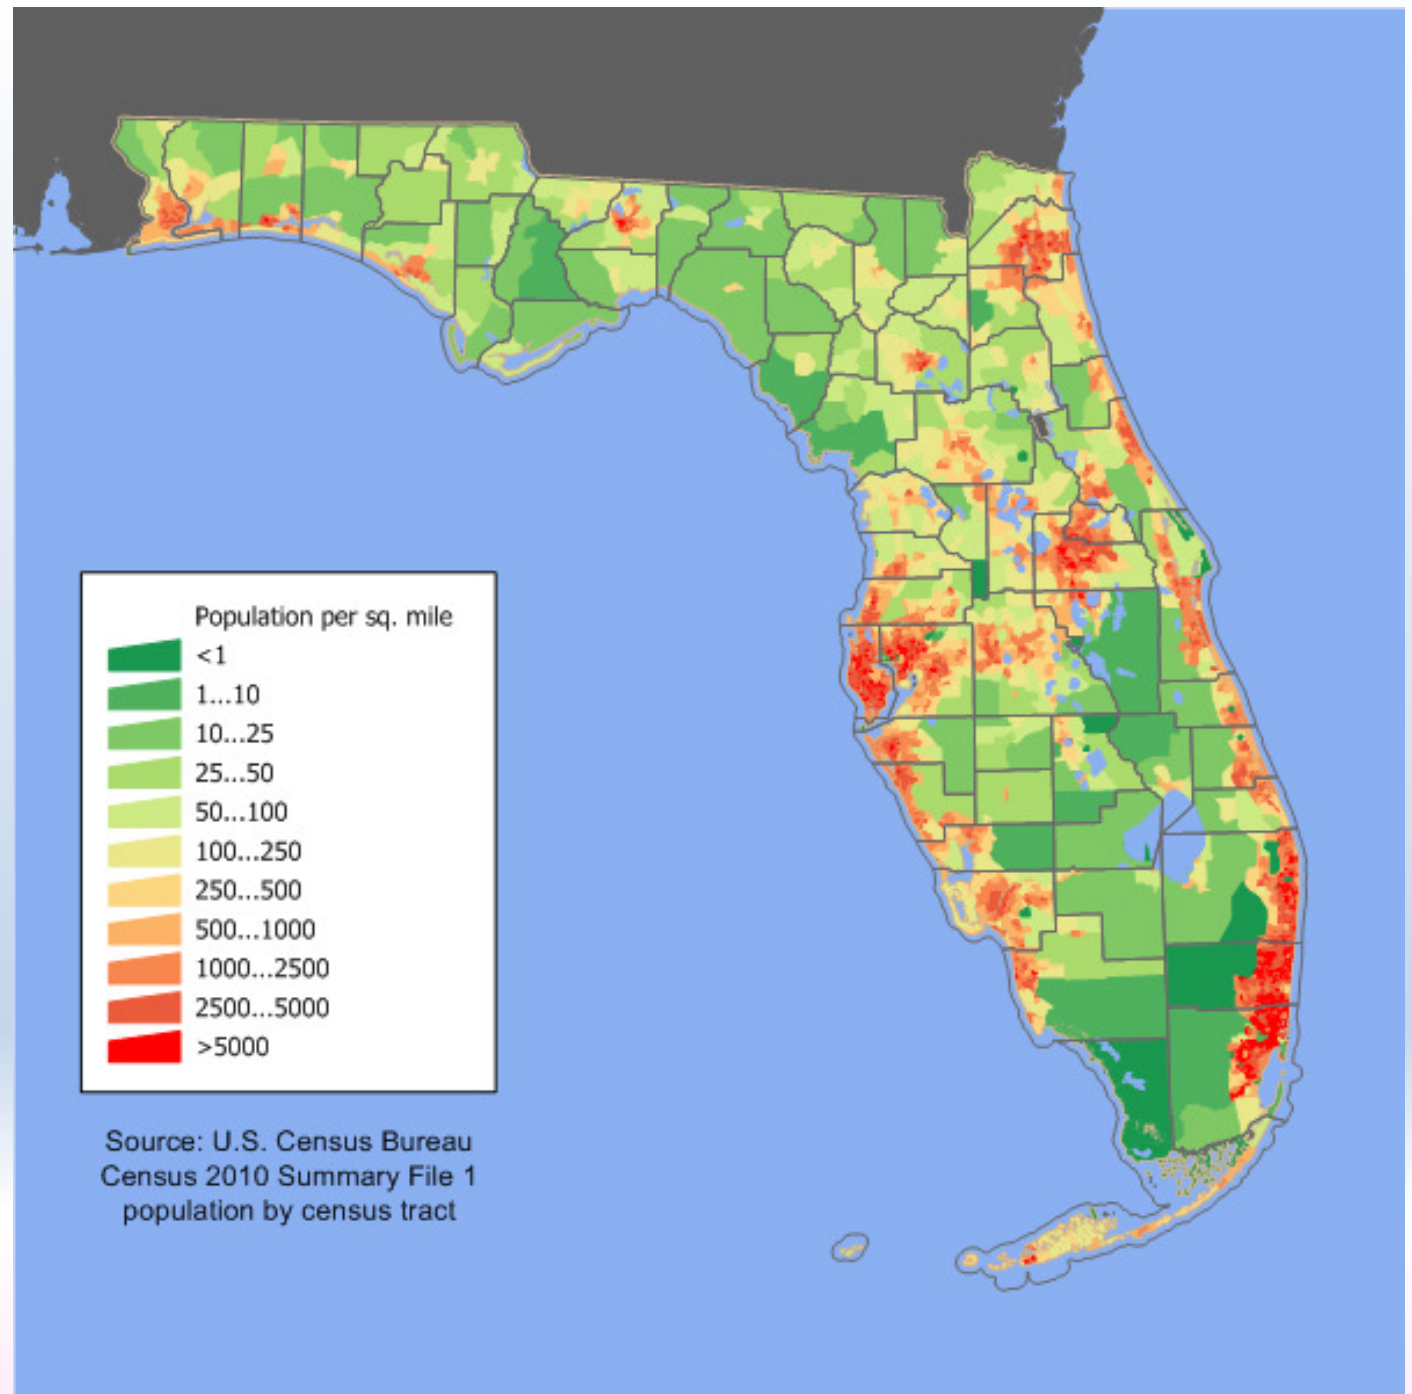 Population per sq. mile
<1
1...10
10...25
25...50
50...100
100...250
250...500
500...1000
1000...2500
2500...5000
>5000
Source: U.S. Census Bureau
Census 2010 Summary File 1
population by census tract